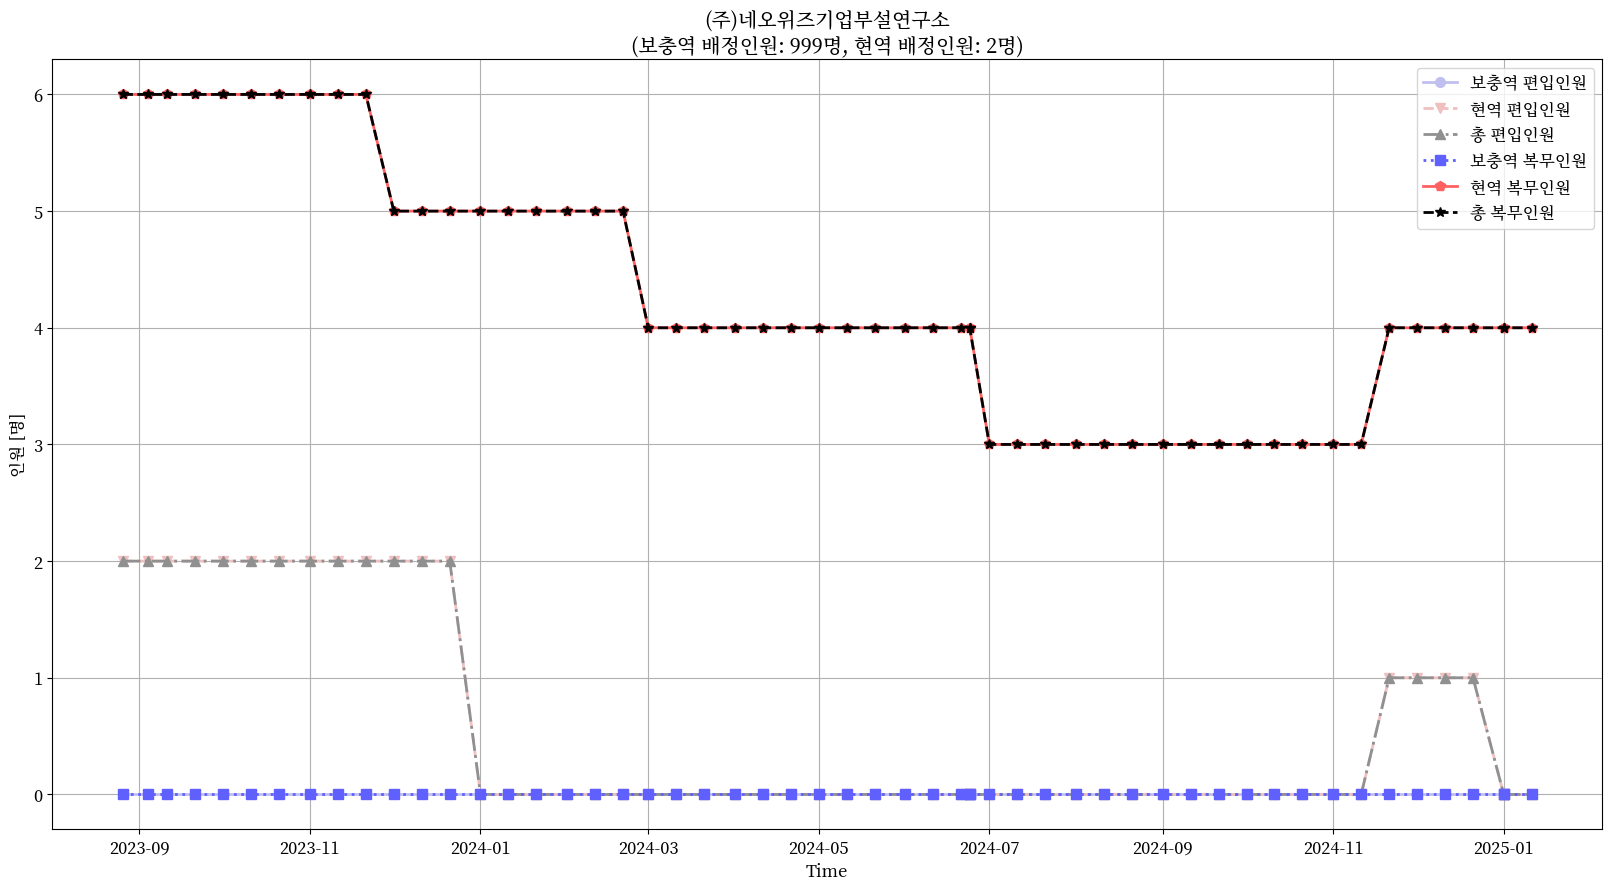 (주)네오위즈기업부설연구소
(보충역 배정인원: 999명, 현역 배정인원: 2명)
보충역 편입인원
현역 편입인원
총 편입인원
보충역 복무인원
현역 복무인원
총 복무인원
인원 [명]
6
5
4
3
2
1
0
2023-09
2023-11
2024-01
2024-03
2024-05
2024-07
2024-09
2024-11
2025-01
Time